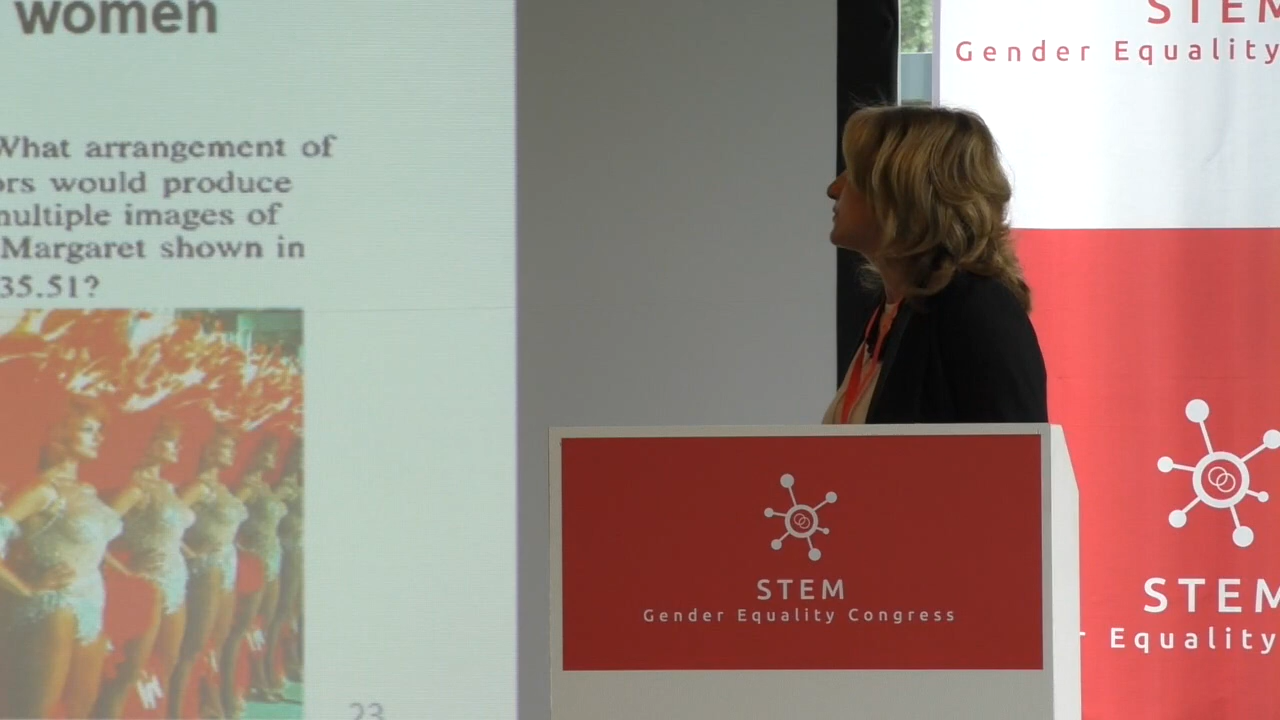 women
What arrangement of
ors would produce
multiple images of
Margaret shown in
35.51?
23
STEM
Gender Equality Congress
STEM
Gender Equality
STEM
Equality